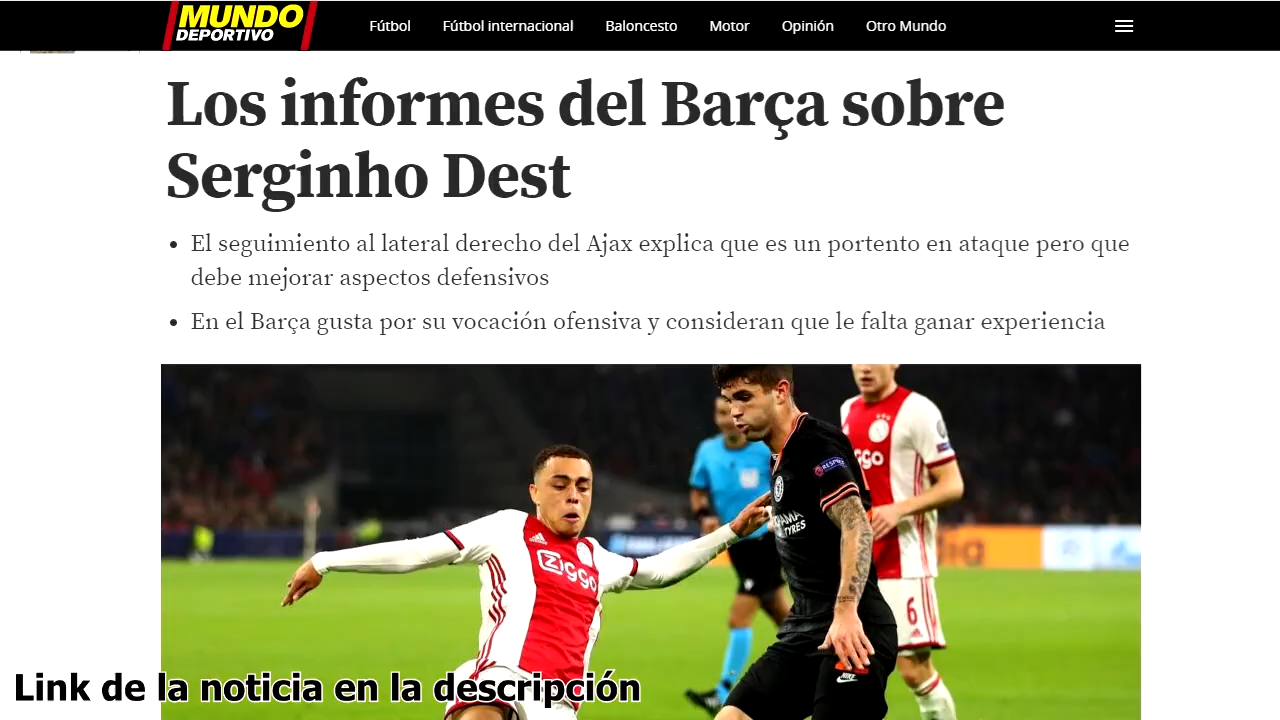 MUNDO
DEPORTIVO
Fútbol
Fútbol internacional
Baloncesto
Motor
Opinión
Otro Mundo
Los informes del Barça sobre
Serginho Dest
• El seguimiento al lateral derecho del Ajax explica que es un portento en ataque pero que
debe mejorar aspectos defensivos
• En el Barça gusta por su vocación ofensiva y consideran que le falta ganar experiencia
RESPECT
Ziggo
TYRES
6
NIKE
Link de la noticia en la descripción